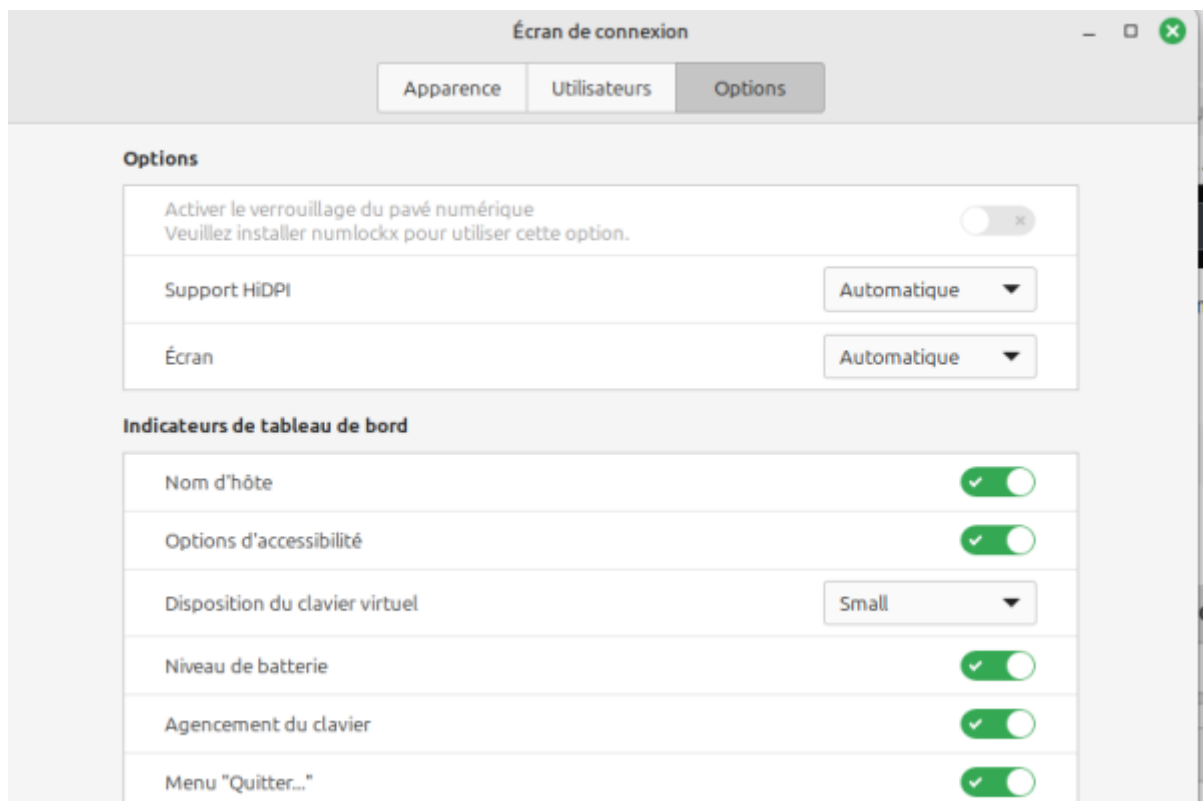 Écran de connexion
Apparence
Utilisateurs
Options
Options
Activer le verrouillage du pavé numérique
Veuillez installer numlockx pour utiliser cette option.
Support HiDPI
Automatique
Écran
Automatique
Indicateurs de tableau de bord
Nom d'hôte
Options d'accessibilité
Disposition du clavier virtuel
Small
Niveau de batterie
Agencement du clavier
Menu "Quitter..."